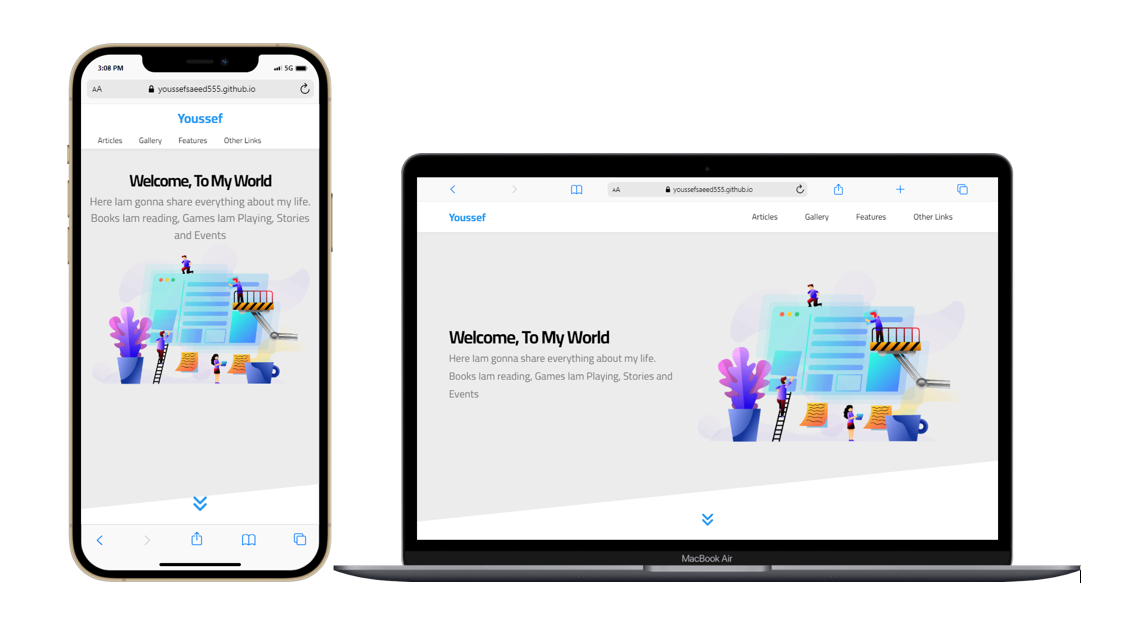 3:08 PM
5G
AA
youssefsaeed555.github.io
Youssef
Articles Gallery Features Other Links
Welcome, To My World
Here Iam gonna share everything about my life.
Books Iam reading, Games Iam Playing, Stories
and Events
AA
youssefsaeed555.github.io
Youssef
Articles Gallery Features Other Links
Welcome, To My World
Here Iam gonna share everything about my life.
Books Iam reading, Games Iam Playing, Stories and
Events
MacBook Air